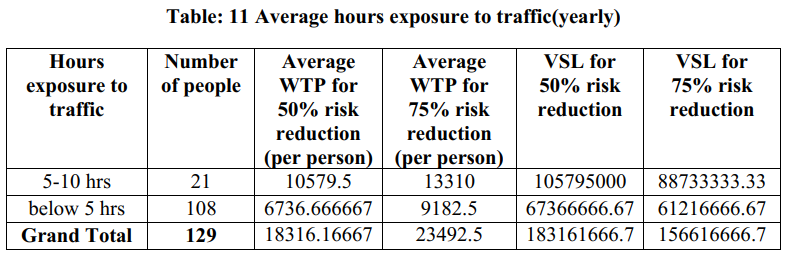 Table: 11 Average hours exposure to traffic(yearly)
Hours exposure to traffic Number of people Average WTP for 50% risk reduction (per person) Average WTP for 75% risk reduction (per person) VSL for 50% risk reduction VSL for 75% risk reduction
5-10 hrs 21 10579.5 13310 105795000 88733333.33
below 5 hrs 108 6736.666667 9182.5 67366666.67 61216666.67
Grand Total 129 18316.16667 23492.5 183161666.7 156616666.7